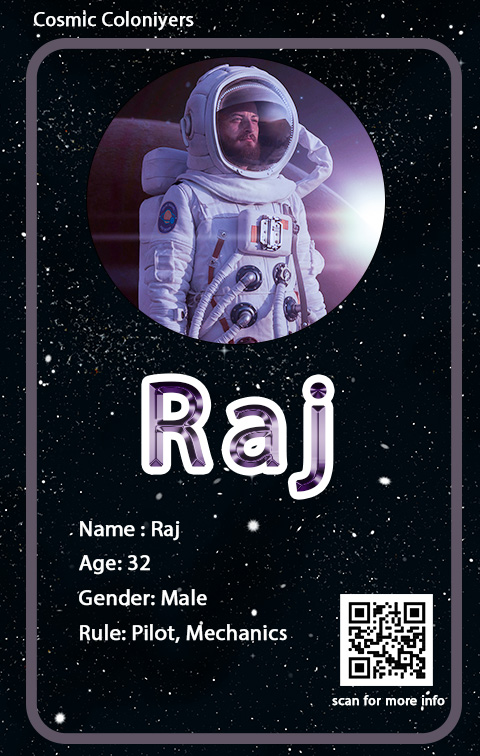 Cosmic Coloniyers
Raj
Name : Raj
Age: 32
Gender: Male
Rule: Pilot, Mechanics
scan for more info